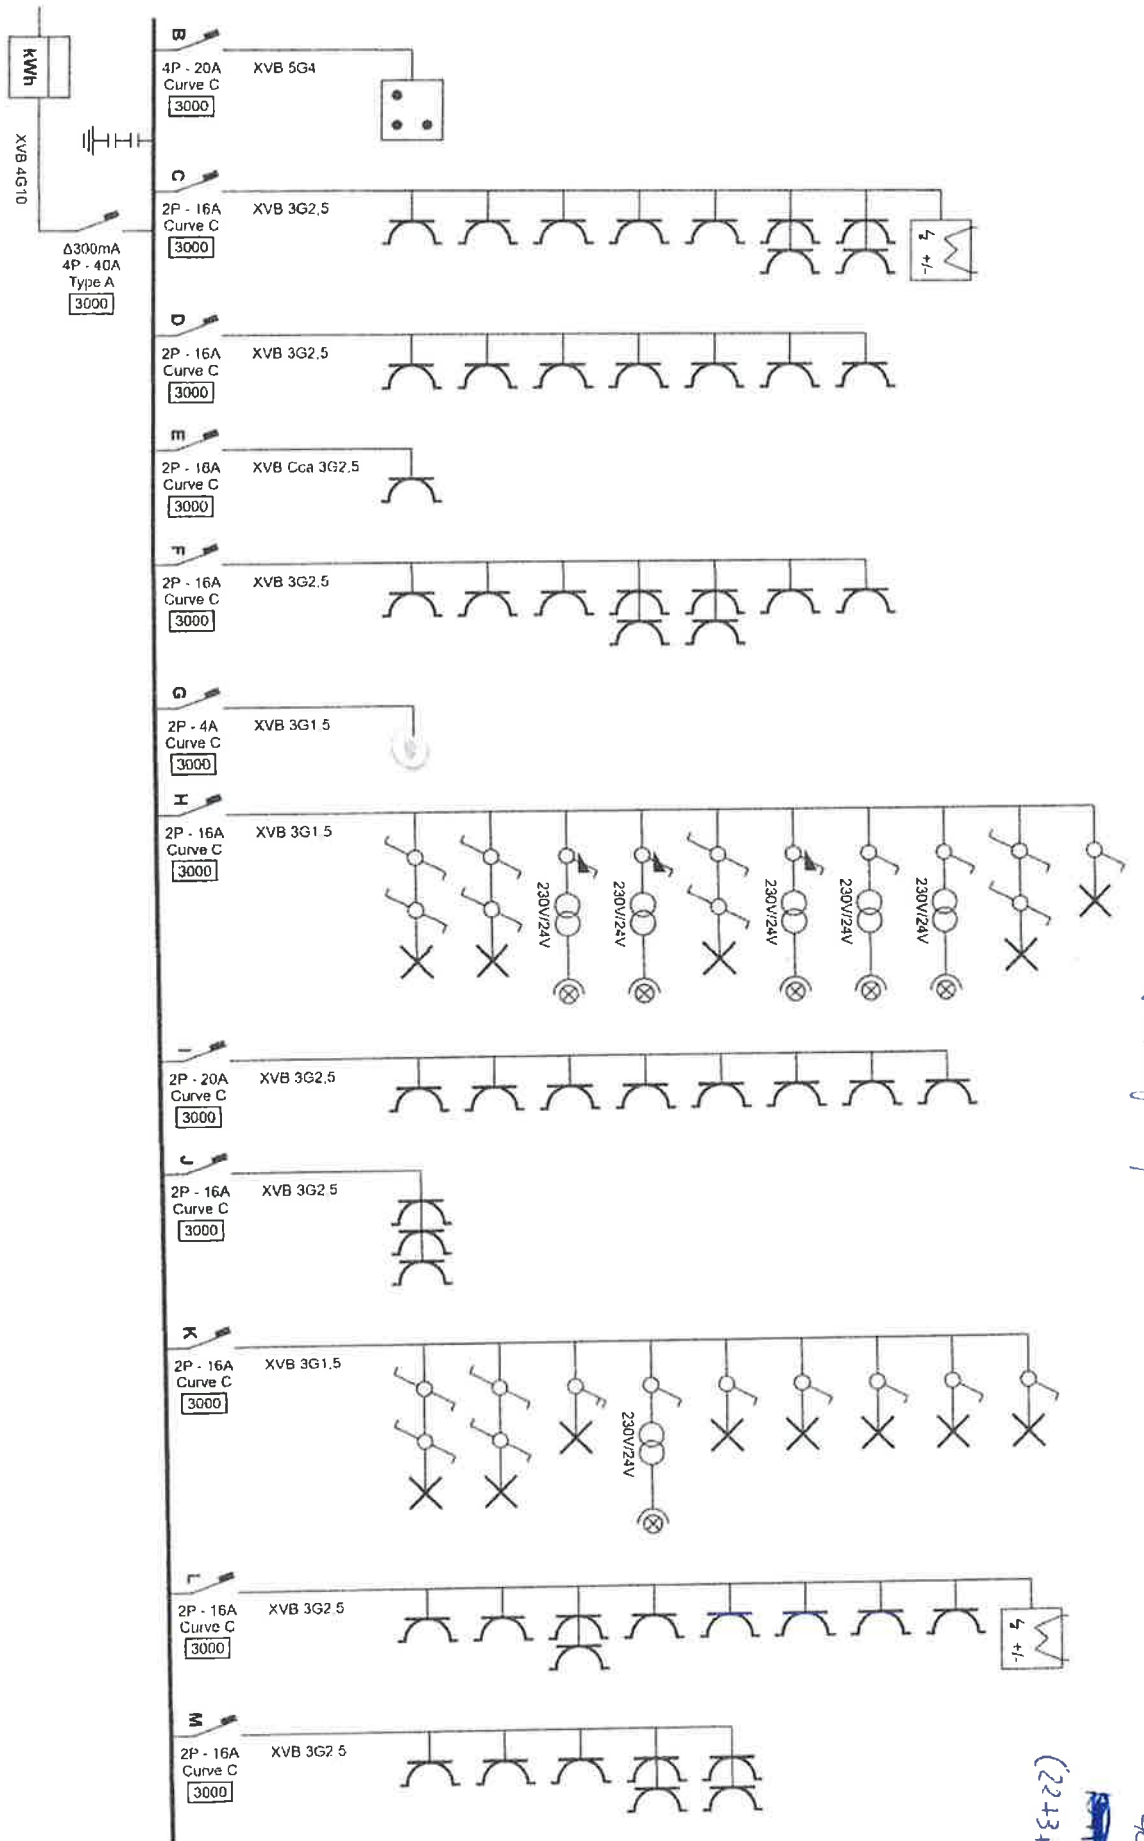 kWh
XVB 4G10
Δ300mA
4P - 40A
Type A
3000
B
4P - 20A
Curve C
3000
XVB 5G4
C
2P - 16A
Curve C
3000
XVB 3G2,5
ϟ +/-
D
2P - 16A
Curve C
3000
XVB 3G2,5
E
2P - 16A
Curve C
3000
XVB Cca 3G2,5
F
2P - 16A
Curve C
3000
XVB 3G2,5
G
2P - 4A
Curve C
3000
XVB 3G1,5
H
2P - 16A
Curve C
3000
XVB 3G1,5
230V/24V
230V/24V
230V/24V
230V/24V
230V/24V
I
2P - 20A
Curve C
3000
XVB 3G2,5
J
2P - 16A
Curve C
3000
XVB 3G2,5
K
2P - 16A
Curve C
3000
XVB 3G1,5
230V/24V
L
2P - 16A
Curve C
3000
XVB 3G2,5
ϟ +/-
M
2P - 16A
Curve C
3000
XVB 3G2,5
(22+3+